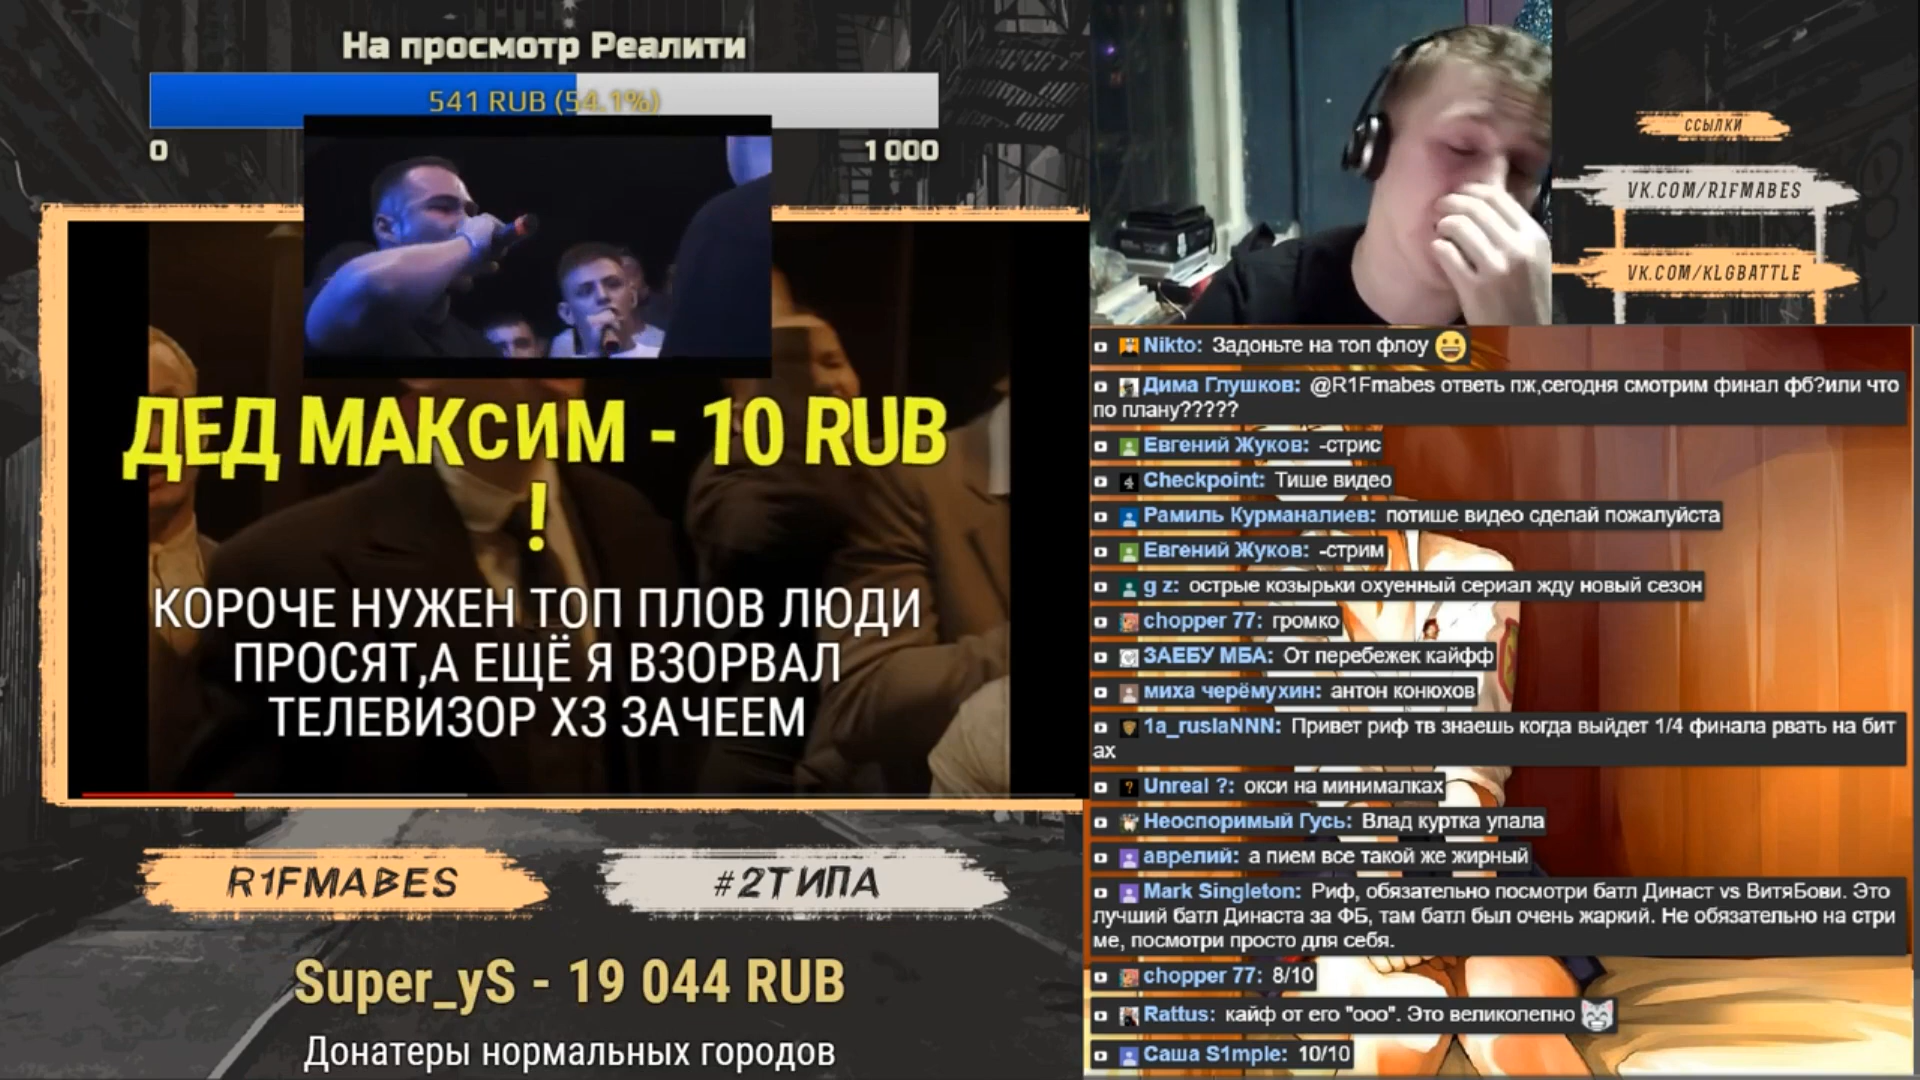 На просмотр Реалити
541 RUB (54.1%)
0
1 000
ДЕД МАКСИМ - 10 RUB
!
КОРОЧЕ НУЖЕН ТОП ПЛОВ ЛЮДИ
ПРОСЯТ,А ЕЩЁ Я ВЗОРВАЛ
ТЕЛЕВИЗОР ХЗ ЗАЧЕЕМ
R1FMABES
#2ТИПА
Super_yS - 19 044 RUB
Донатеры нормальных городов
ССЫЛКИ
VK.COM/R1FMABES
VK.COM/KLGBATTLE
Nikto: Задоньте на топ флоу 😀
Дима Глушков: @R1Fmabes ответь пж,сегодня смотрим финал фб?или что
по плану?????
Евгений Жуков: -стрис
Checkpoint: Тише видео
Рамиль Курманалиев: потише видео сделай пожалуйста
Евгений Жуков: -стрим
g z: острые козырьки охуенный сериал жду новый сезон
chopper 77: громко
ЗАЕБУ МБА: От перебежек кайфф
миха черёмухин: антон конюхов
1a_ruslaNNN: Привет риф тв знаешь когда выйдет 1/4 финала рвать на бит
ах
Unreal ?: окси на минималках
Неоспоримый Гусь: Влад куртка упала
аврелий: а пием все такой же жирный
Mark Singleton: Риф, обязательно посмотри батл Династ vs ВитяБови. Это
лучший батл Династа за ФБ, там батл был очень жаркий. Не обязательно на стри
ме, посмотри просто для себя.
chopper 77: 8/10
Rattus: кайф от его "ооо". Это великолепно 😸
Саша S1mple: 10/10